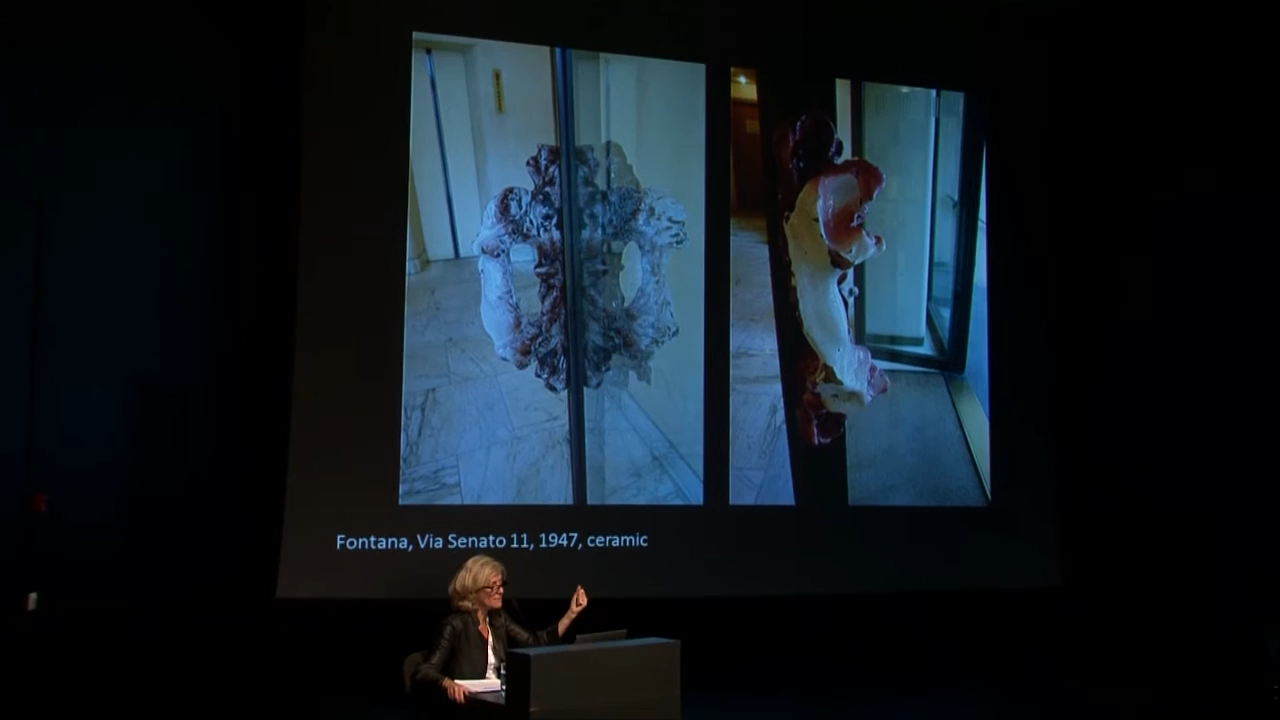 Fontana, Via Senato 11, 1947, ceramic